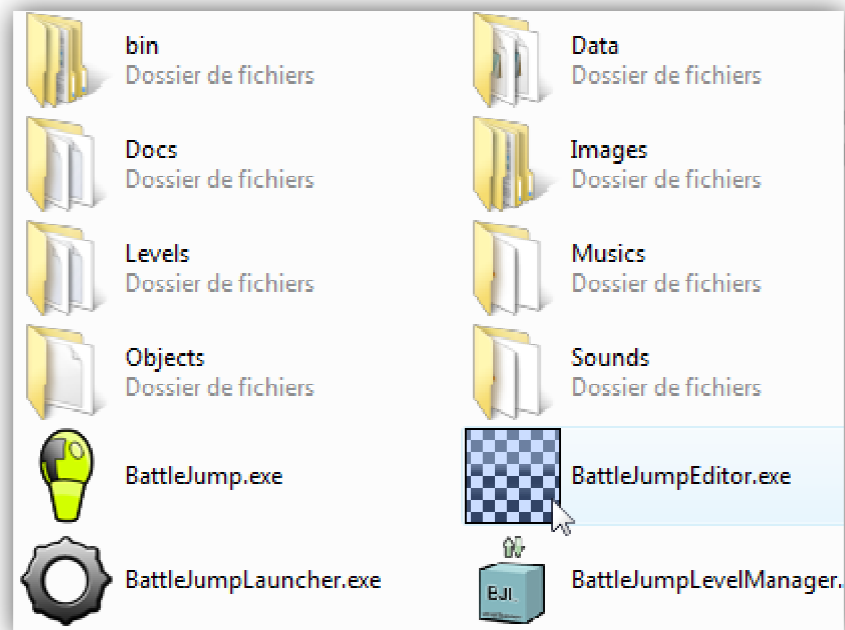 bin
Dossier de fichiers
Data
Dossier de fichiers
Docs
Dossier de fichiers
Images
Dossier de fichiers
Levels
Dossier de fichiers
Musics
Dossier de fichiers
Objects
Dossier de fichiers
Sounds
Dossier de fichiers
BattleJump.exe
BattleJumpEditor.exe
BattleJumpLauncher.exe
BJL
BattleJumpLevelManager.